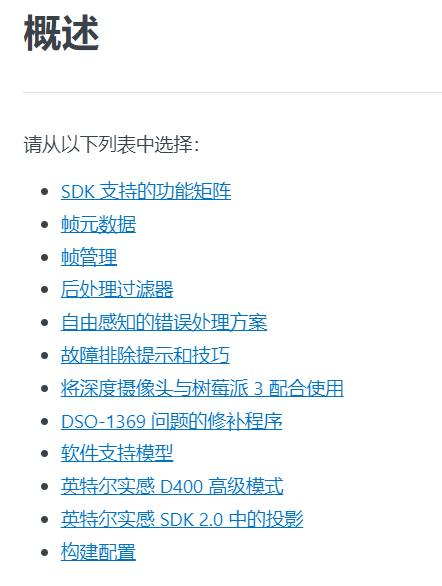 概述
请从以下列表中选择：
SDK 支持的功能矩阵
帧元数据
帧管理
后处理过滤器
自由感知的错误处理方案
故障排除提示和技巧
将深度摄像头与树莓派 3 配合使用
DSO-1369 问题的修补程序
软件支持模型
英特尔实感 D400 高级模式
英特尔实感 SDK 2.0 中的投影
构建配置